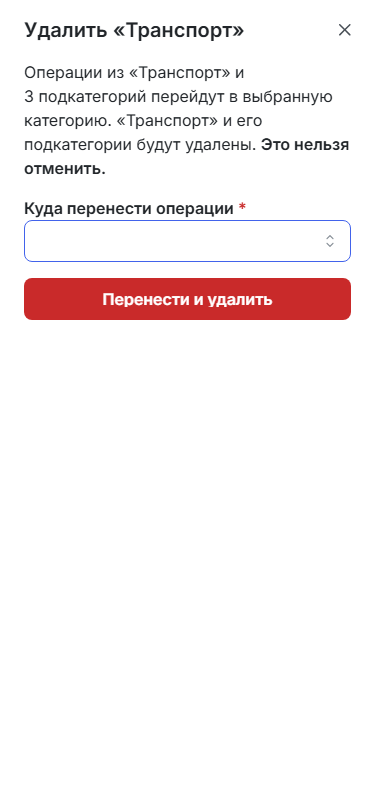 Удалить «Транспорт»
Операции из «Транспорт» и
3 подкатегорий перейдут в выбранную
категорию. «Транспорт» и его
подкатегории будут удалены. Это нельзя
отменить.
Куда перенести операции *
Перенести и удалить